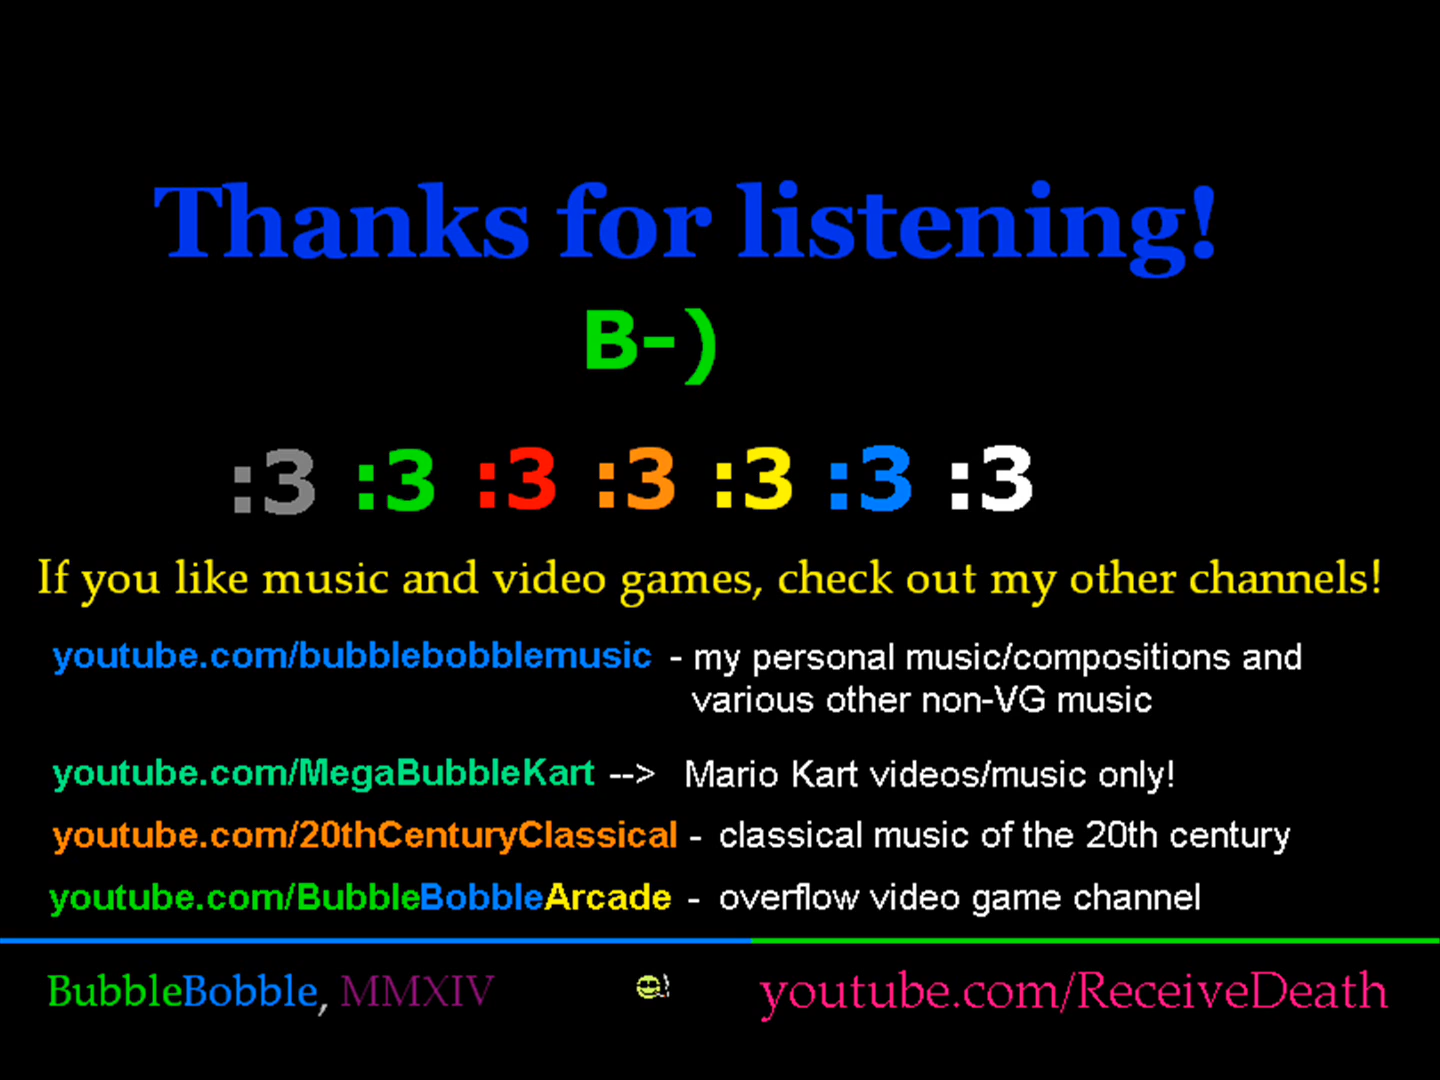 Thanks for listening!
B-)
:3 :3 :3 :3 :3 :3 :3
If you like music and video games, check out my other channels!
youtube.com/bubblebobblemusic - my personal music/compositions and
various other non-VG music
youtube.com/MegaBubbleKart --> Mario Kart videos/music only!
youtube.com/20thCenturyClassical - classical music of the 20th century
youtube.com/BubbleBobbleArcade - overflow video game channel
BubbleBobble, MMXIV youtube.com/ReceiveDeath